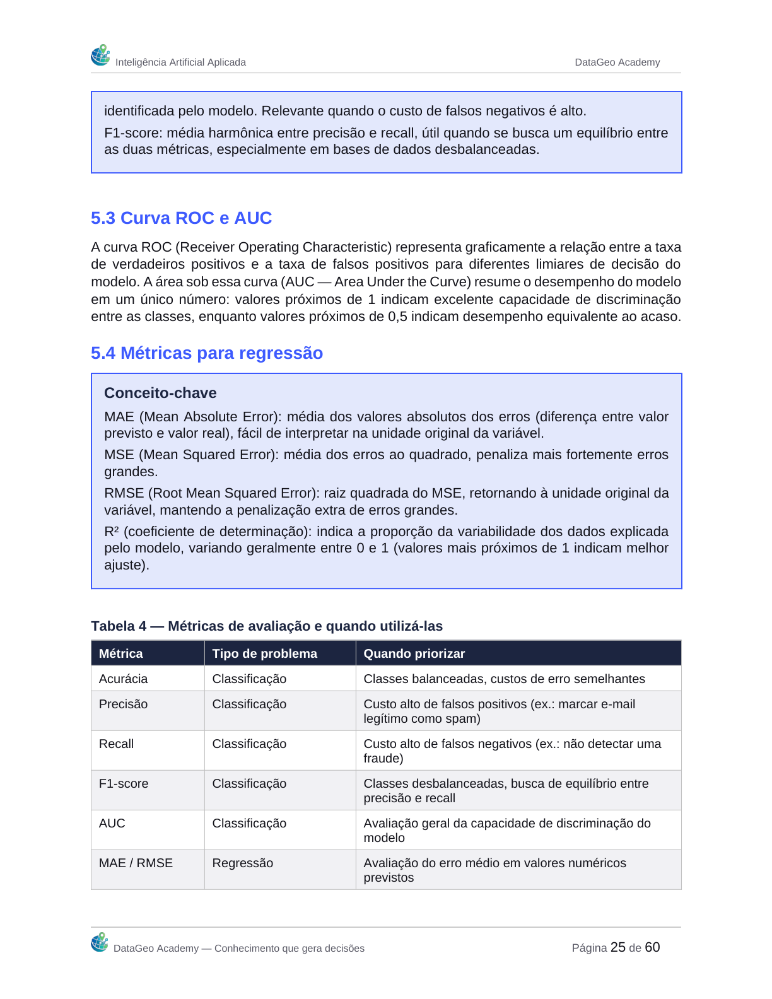 Inteligência Artificial Aplicada
DataGeo Academy
identificada pelo modelo. Relevante quando o custo de falsos negativos é alto.
F1-score: média harmônica entre precisão e recall, útil quando se busca um equilíbrio entre
as duas métricas, especialmente em bases de dados desbalanceadas.
5.3 Curva ROC e AUC
A curva ROC (Receiver Operating Characteristic) representa graficamente a relação entre a taxa
de verdadeiros positivos e a taxa de falsos positivos para diferentes limiares de decisão do
modelo. A área sob essa curva (AUC — Area Under the Curve) resume o desempenho do modelo
em um único número: valores próximos de 1 indicam excelente capacidade de discriminação
entre as classes, enquanto valores próximos de 0,5 indicam desempenho equivalente ao acaso.
5.4 Métricas para regressão
Conceito-chave
MAE (Mean Absolute Error): média dos valores absolutos dos erros (diferença entre valor
previsto e valor real), fácil de interpretar na unidade original da variável.
MSE (Mean Squared Error): média dos erros ao quadrado, penaliza mais fortemente erros
grandes.
RMSE (Root Mean Squared Error): raiz quadrada do MSE, retornando à unidade original da
variável, mantendo a penalização extra de erros grandes.
R² (coeficiente de determinação): indica a proporção da variabilidade dos dados explicada
pelo modelo, variando geralmente entre 0 e 1 (valores mais próximos de 1 indicam melhor
ajuste).
Tabela 4 — Métricas de avaliação e quando utilizá-las
Métrica
Tipo de problema
Quando priorizar
Acurácia
Classificação
Classes balanceadas, custos de erro semelhantes
Precisão
Classificação
Custo alto de falsos positivos (ex.: marcar e-mail
legítimo como spam)
Recall
Classificação
Custo alto de falsos negativos (ex.: não detectar uma
fraude)
F1-score
Classificação
Classes desbalanceadas, busca de equilíbrio entre
precisão e recall
AUC
Classificação
Avaliação geral da capacidade de discriminação do
modelo
MAE / RMSE
Regressão
Avaliação do erro médio em valores numéricos
previstos
DataGeo Academy — Conhecimento que gera decisões
Página 25 de 60